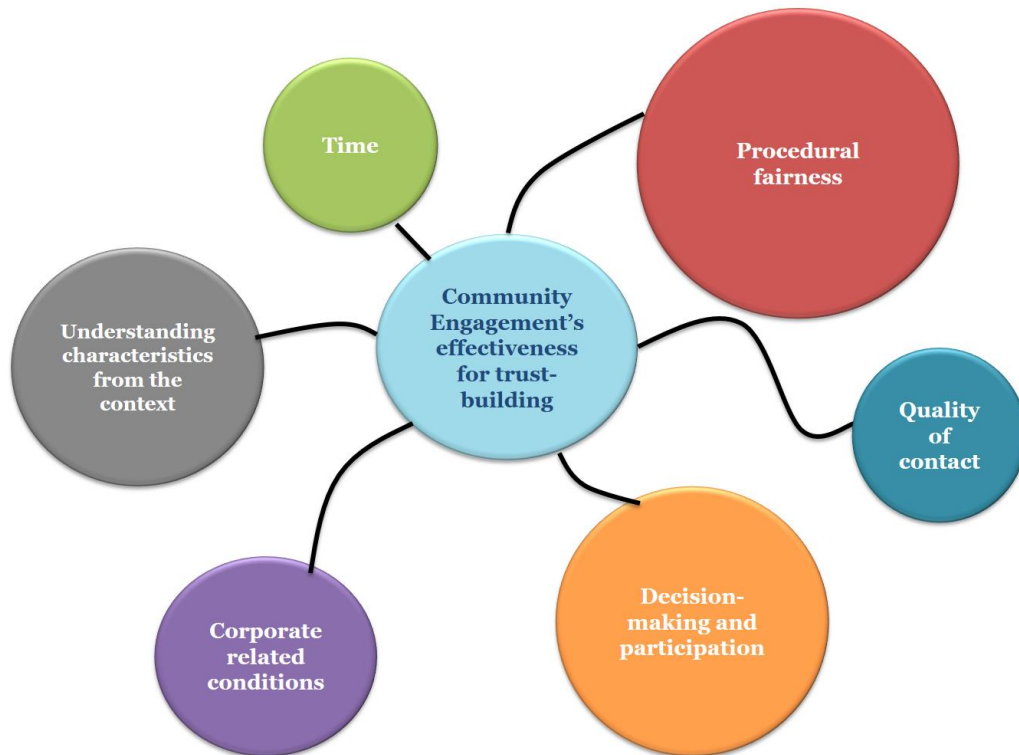 Time
Procedural
fairness
Community
Engagement’s
effectiveness
for trust-
building
Understanding
characteristics
from the
context
Quality
of
contact
Decision-
making and
participation
Corporate
related
conditions